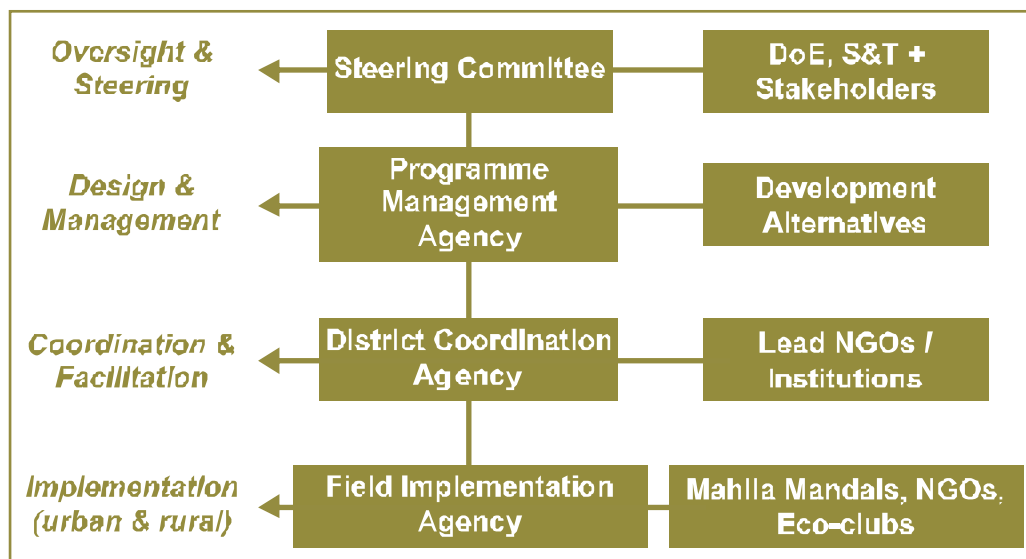 Oversight &
Steering
Steering Committee
DoE, S&T +
Stakeholders
Design &
Management
Programme
Management
Agency
Development
Alternatives
Coordination &
Facilitation
District Coordination
Agency
Lead NGOs /
Institutions
Implementation
(urban & rural)
Field Implementation
Agency
Mahila Mandals, NGOs,
Eco-clubs